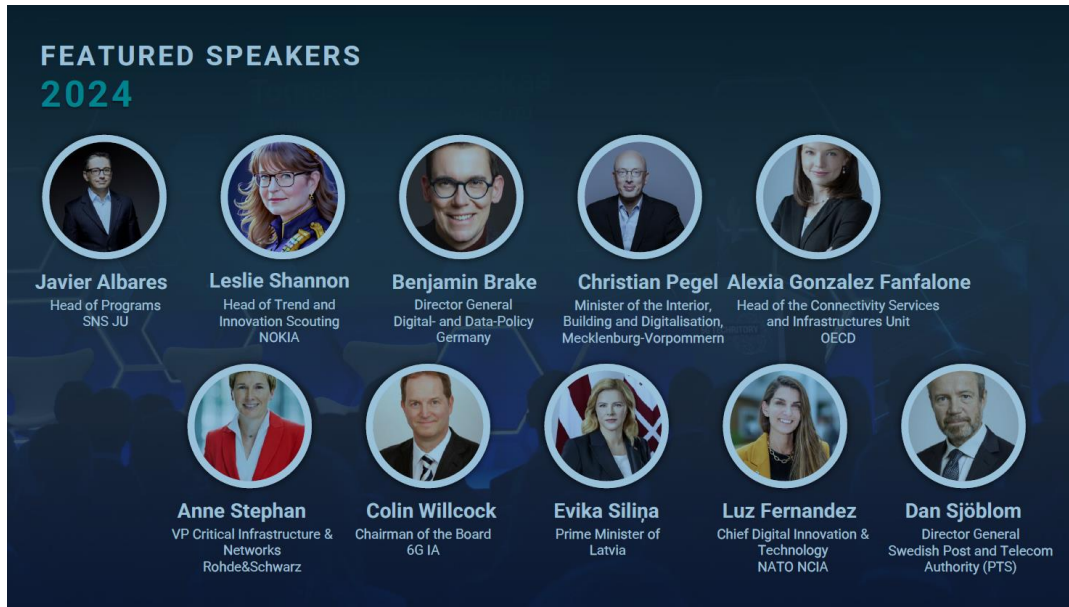 FEATURED SPEAKERS
2024
Javier Albares
Head of Programs
SNS JU
Leslie Shannon
Head of Trend and
Innovation Scouting
NOKIA
Benjamin Brake
Director General
Digital- and Data-Policy
Germany
Christian Pegel
Minister of the Interior,
Building and Digitalisation,
Mecklenburg-Vorpommern
Alexia Gonzalez Fanfalone
Head of the Connectivity Services
and Infrastructures Unit
OECD
Anne Stephan
VP Critical Infrastructure &
Networks
Rohde&Schwarz
Colin Willcock
Chairman of the Board
6G IA
Evika Siliņa
Prime Minister of
Latvia
Luz Fernandez
Chief Digital Innovation &
Technology
NATO NCIA
Dan Sjöblom
Director General
Swedish Post and Telecom
Authority (PTS)